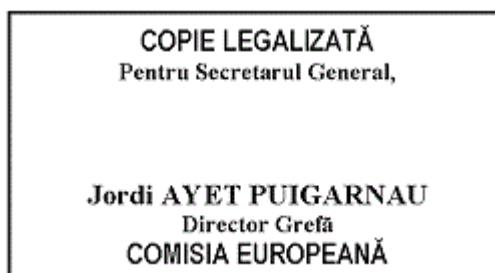 COPIE LEGALIZATĂ
Pentru Secretarul General,
Jordi AYET PUIGARNAU
Director Grefă
COMISIA EUROPEANĂ